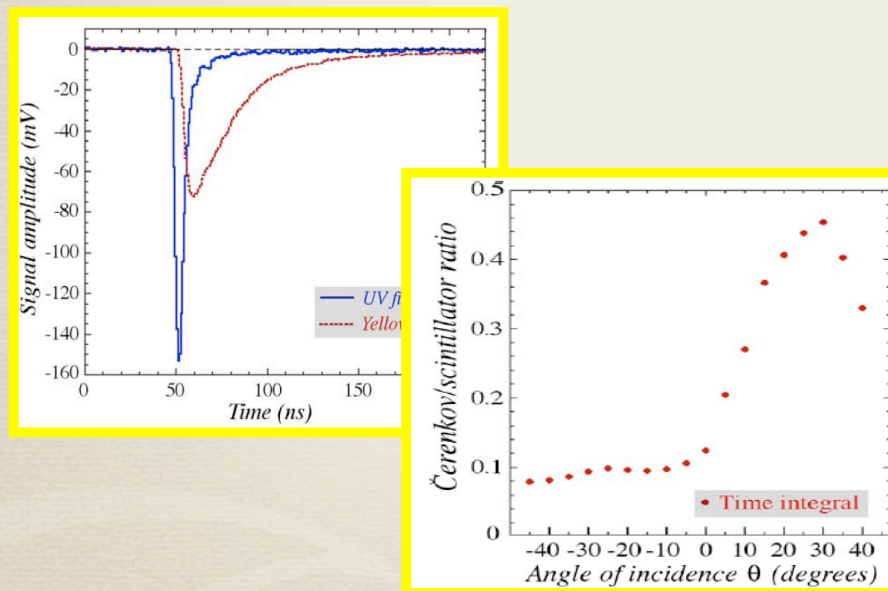 0
-20
-40
-60
-80
-100
-120
-140
-160
Signal amplitude (mV)
UV
Yellow
0
50
100
150
Time (ns)
0.5
0.4
0.3
0.2
0.1
0
Čerenkov/scintillator ratio
Time integral
-40 -30 -20 -10 0 10 20 30 40
Angle of incidence θ (degrees)